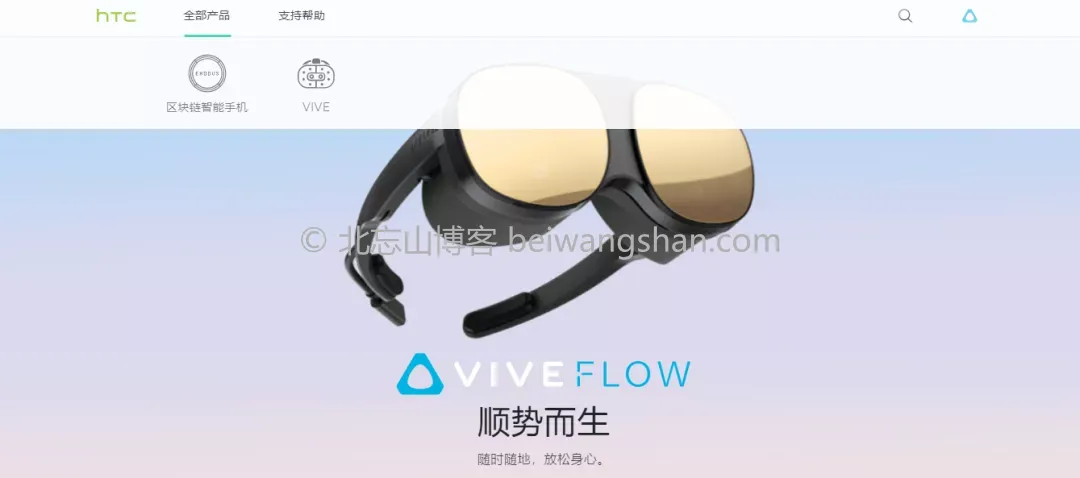 hTC 全部产品 支持帮助
EXODUS
区块链智能手机 VIVE
© 北忘山博客 beiwangshan.com
VIVE FLOW
顺势而生
随时随地，放松身心。